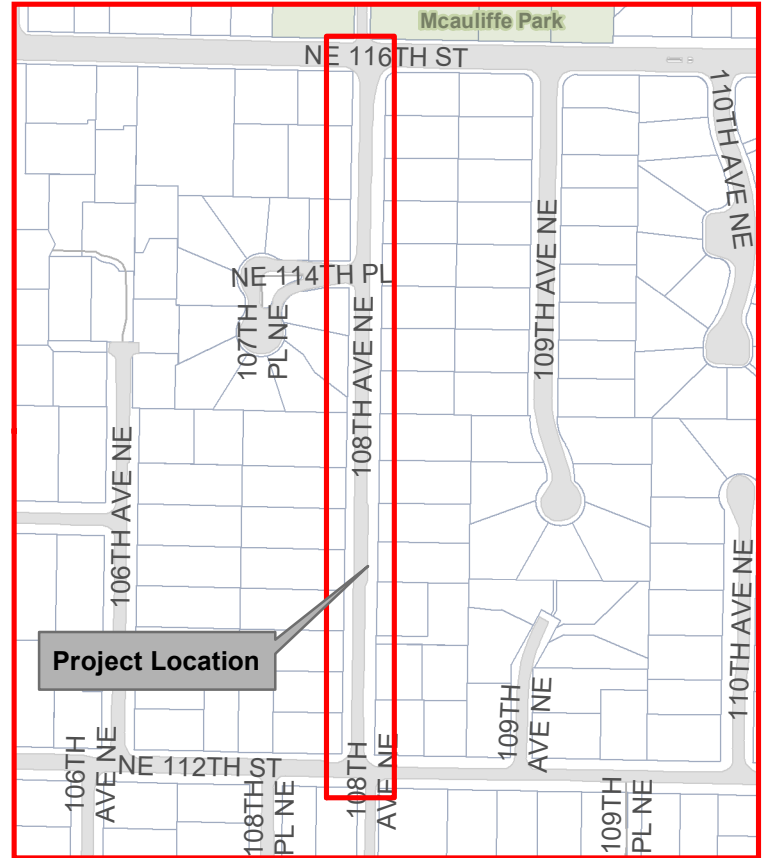 Mcauliffe Park
NE 116TH ST
110TH AVE NE
NE 114TH PL
107TH
PL NE
108TH AVE NE
109TH AVE NE
106TH AVE NE
Project Location
109TH
AVE NE
110TH AVE NE
NE 112TH ST
106TH
AVE NE
108TH
PL NE
108TH
AVE NE
109TH
PL NE